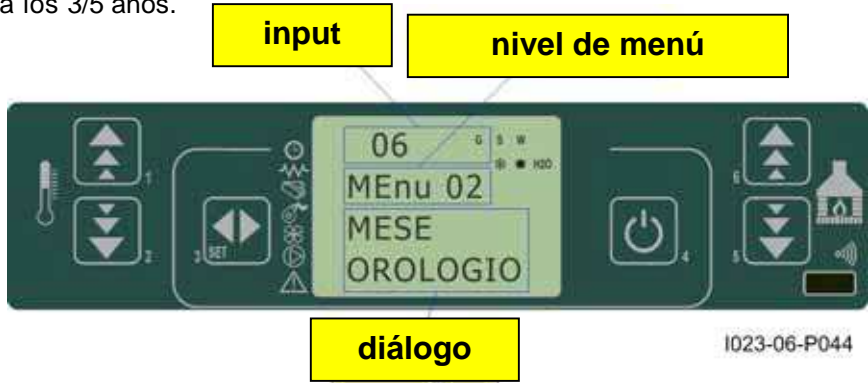 a los 3/5 años.
input
nivel de menú
06 G S W
H2O
MEnu 02
MESE
OROLOGIO
1
2
3 SET
4
6
5
diálogo
I023-06-P044